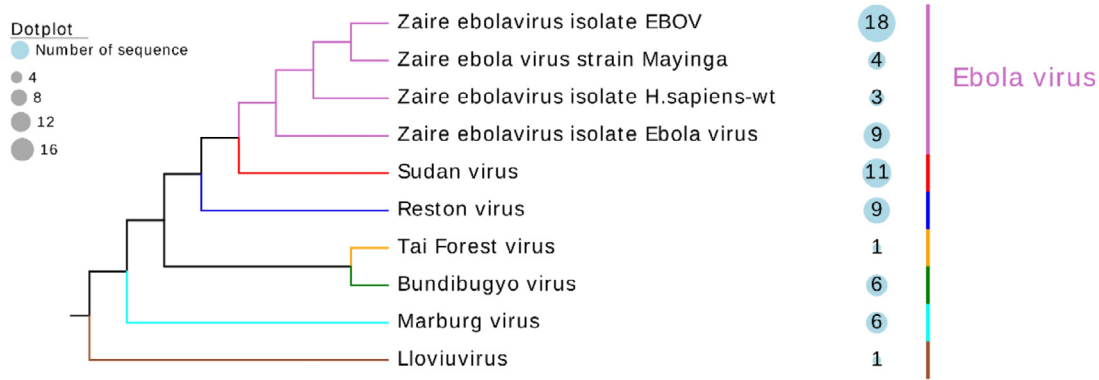 Dotplot
Number of sequence
4
8
12
16
Zaire ebolavirus isolate EBOV 18
Zaire ebola virus strain Mayinga 4
Zaire ebolavirus isolate H.sapiens-wt 3
Zaire ebolavirus isolate Ebola virus 9
Sudan virus 11
Reston virus 9
Tai Forest virus 1
Bundibugyo virus 6
Marburg virus 6
Lloviuvirus 1
Ebola virus